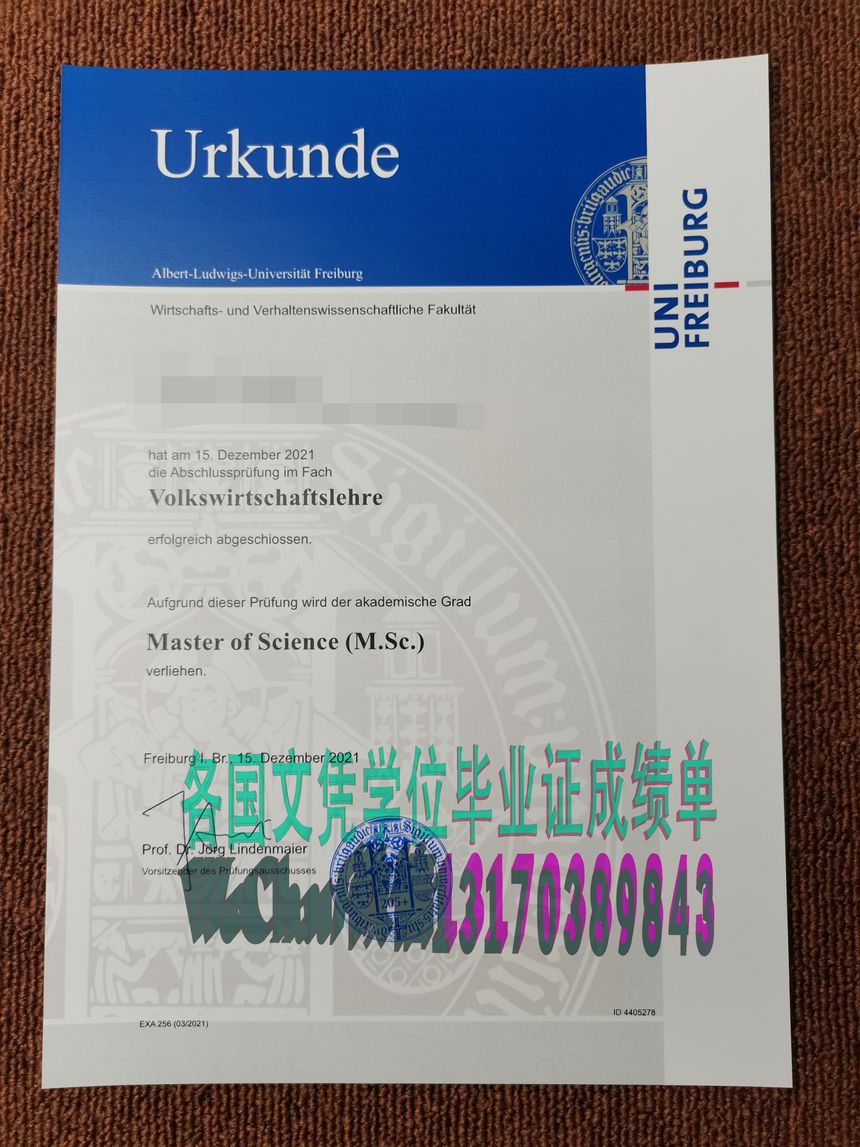 Urkunde
Albert-Ludwigs-Universität Freiburg
UNI
FREIBURG
Wirtschafts- und Verhaltenswissenschaftliche Fakultät
hat am 15. Dezember 2021
die Abschlussprüfung im Fach
Volkswirtschaftslehre
erfolgreich abgeschiossen.
Aufgrund dieser Prüfung wird der akademische Grad
Master of Science (M.Sc.)
verliehen.
Freiburg I. Br., 15. Dezember 2021
各国文凭学位毕业证成绩单
Prof. Dr. Jörg Lindenmaier
Vorsitzender des Prüfungsausschusses
13170389843
205+
ID 4405278
EXA 256 (03/2021)